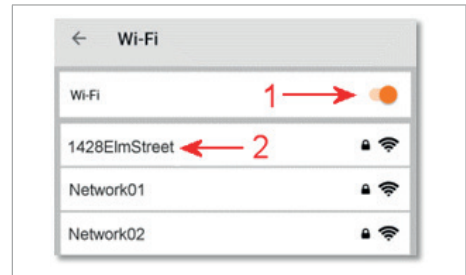 ← Wi-Fi
Wi-Fi 1
1428ElmStreet 2
Network01
Network02